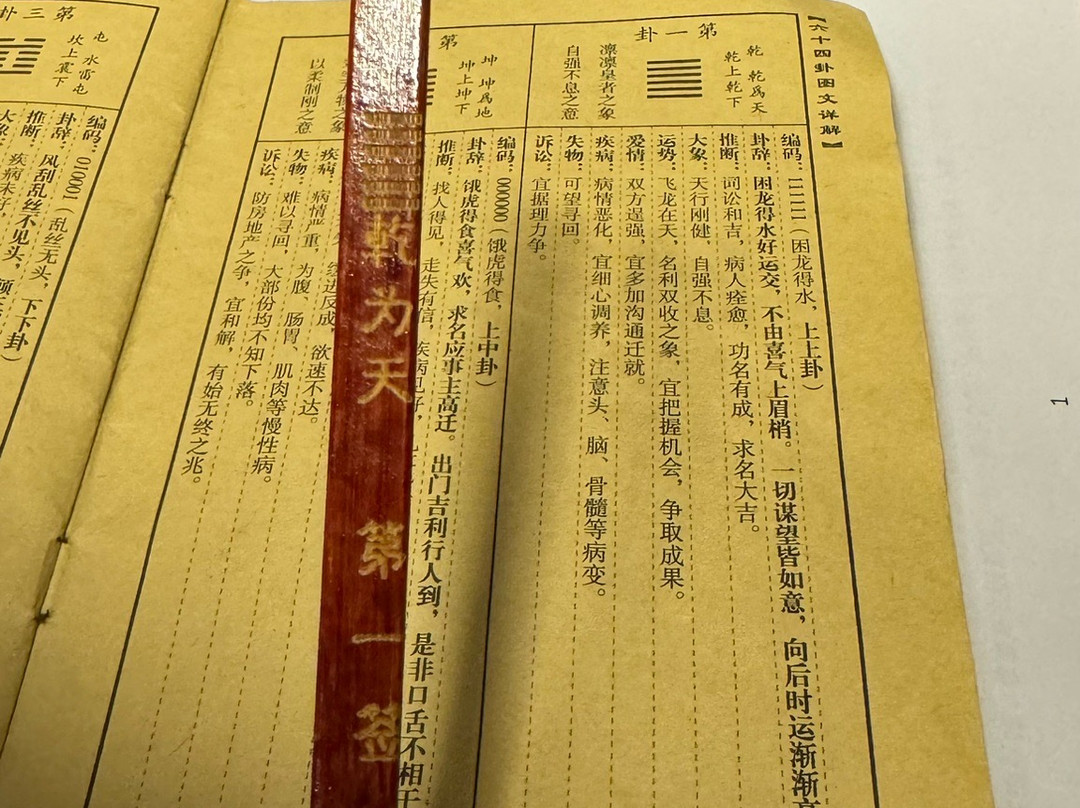 【六十四卦图文详解】
第一卦
乾 乾為天
乾上乾下
凛凛皇者之象
自强不息之意
编码：111111（困龙得水，上上卦）
卦辞：困龙得水好运交，不由喜气上眉梢。一切谋望皆如意，向后时运渐渐
推断：词讼和吉，病人痊愈，功名有成，求名大吉。
大象：天行刚健，自强不息。
运势：飞龙在天，名利双收之象，宜把握机会，争取成果。
爱情：双方逞强，宜多加沟通迁就。
疾病：病情恶化，宜细心调养，注意头、脑、骨髓等病变。
失物：可望寻回。
诉讼：宜据理力争。
第
坤 坤為地
坤上坤下
之象
以柔制刚之意
编码：000000（饿虎得食，上中卦）
卦辞：饿虎得食喜气欢，求名应事主高迁。出门吉利行人到，是非口舌不相干
推断：找人得见，走失有信，疾病见好，
反成，欲速不达。
疾病：病情严重，为腹、肠胃、肌肉等慢性病。
失物：难以寻回，大部份均不知下落。
诉讼：防房地产之争，宜和解，有始无终之兆。
乾为天 第一签
第三卦
屯 水雷屯
坎上震下
编码：010001（乱丝无头，下下卦）
卦辞：风刮乱丝不见头，
推断：疾病未好，
大象：
1